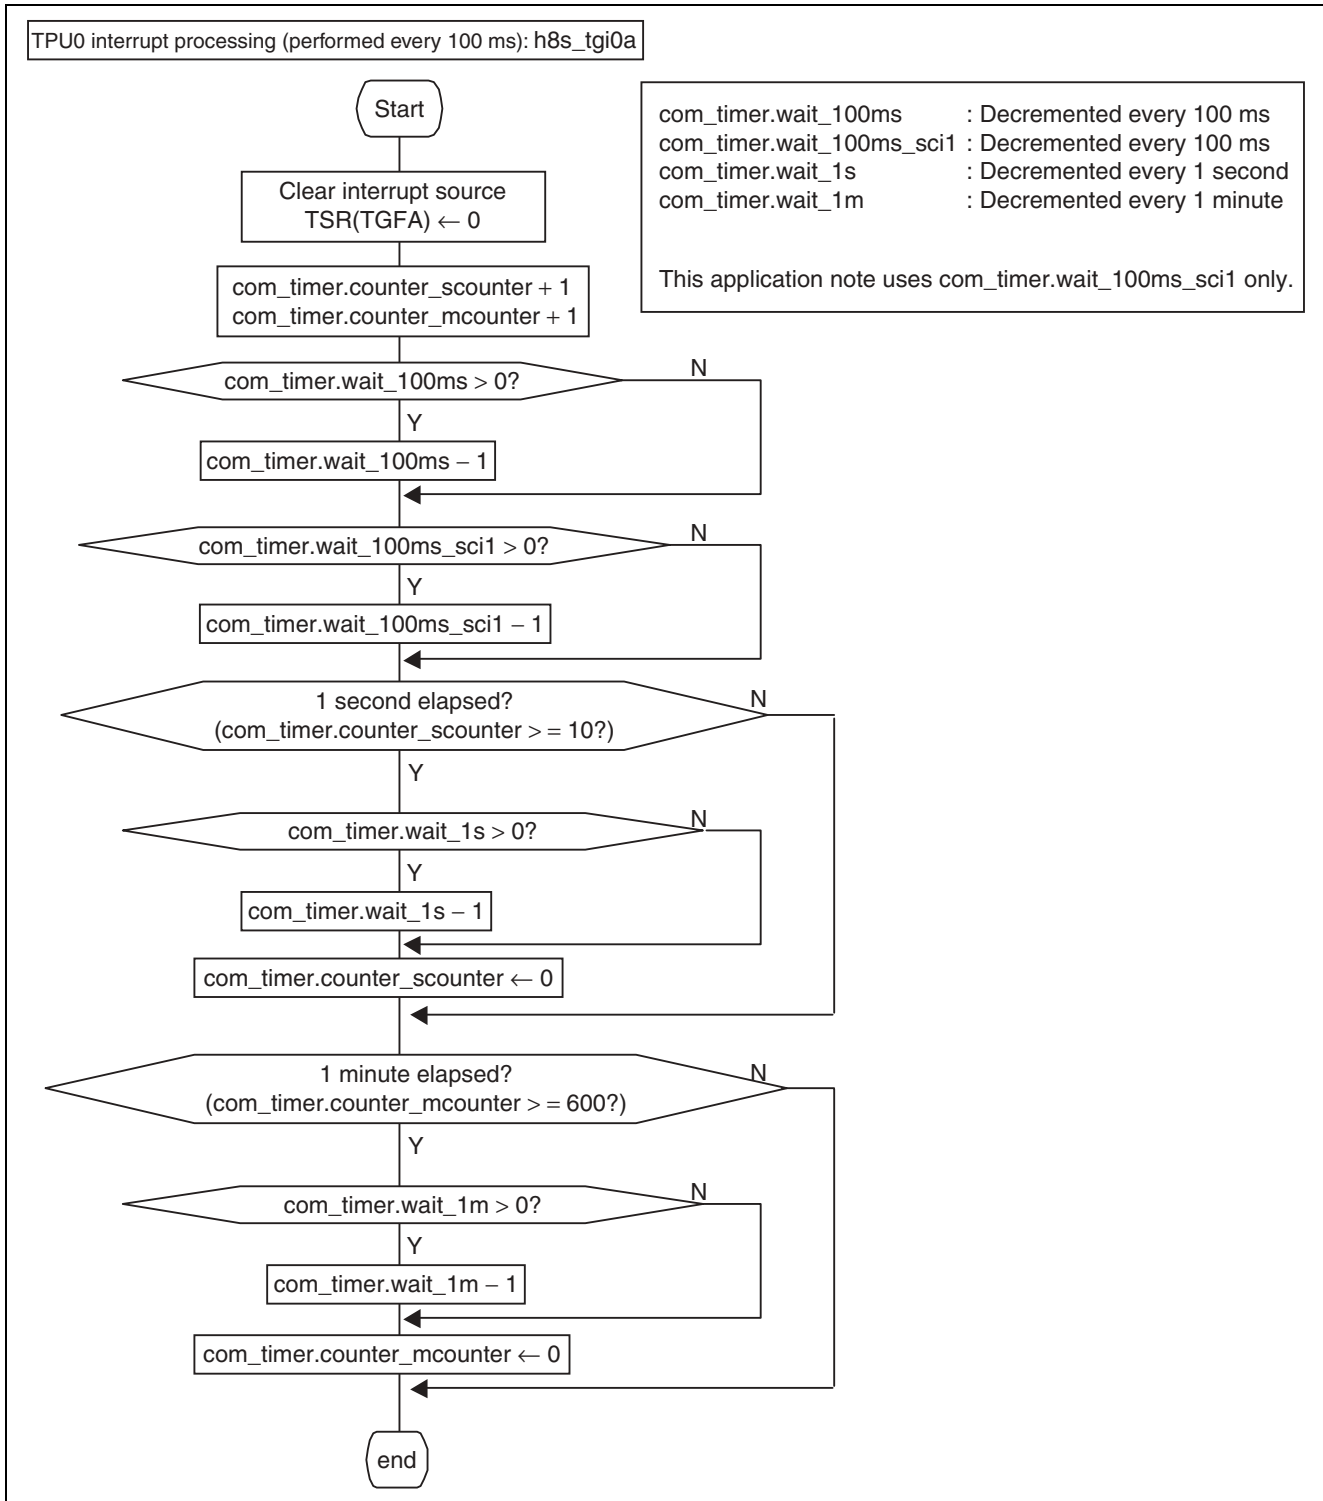 TPU0 interrupt processing (performed every 100 ms): h8s_tgi0a
Start
com_timer.wait_100ms : Decremented every 100 ms
com_timer.wait_100ms_sci1 : Decremented every 100 ms
com_timer.wait_1s : Decremented every 1 second
com_timer.wait_1m : Decremented every 1 minute
This application note uses com_timer.wait_100ms_sci1 only.
Clear interrupt source
TSR(TGFA) ← 0
com_timer.counter_scounter + 1
com_timer.counter_mcounter + 1
com_timer.wait_100ms > 0?
N
Y
com_timer.wait_100ms − 1
com_timer.wait_100ms_sci1 > 0?
N
Y
com_timer.wait_100ms_sci1 − 1
1 second elapsed?
(com_timer.counter_scounter > = 10?)
N
Y
com_timer.wait_1s > 0?
N
Y
com_timer.wait_1s − 1
com_timer.counter_scounter ← 0
1 minute elapsed?
(com_timer.counter_mcounter > = 600?)
N
Y
com_timer.wait_1m > 0?
N
Y
com_timer.wait_1m − 1
com_timer.counter_mcounter ← 0
end